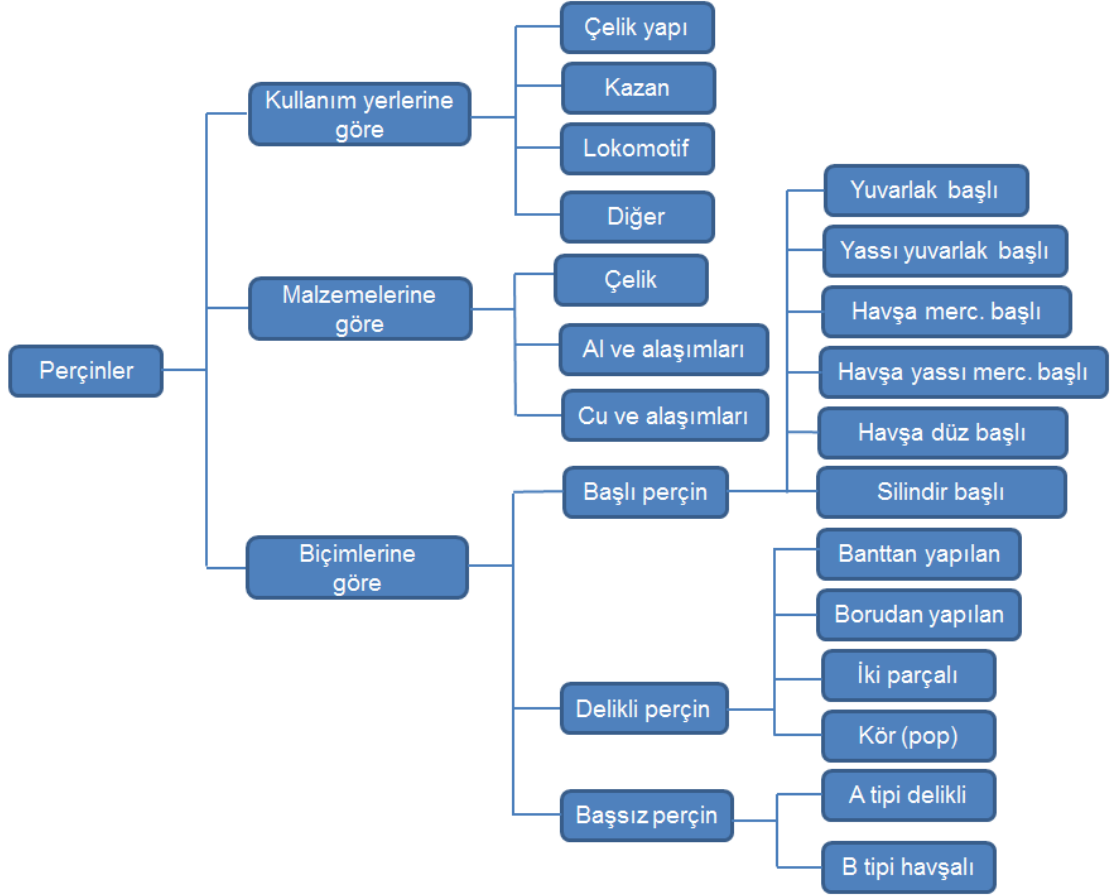 Perçinler
Kullanım yerlerine
göre
Çelik yapı
Kazan
Lokomotif
Diğer
Malzemelerine
göre
Çelik
Al ve alaşımları
Cu ve alaşımları
Biçimlerine
göre
Başlı perçin
Yuvarlak başlı
Yassı yuvarlak başlı
Havşa merc. başlı
Havşa yassı merc. başlı
Havşa düz başlı
Silindir başlı
Delikli perçin
Banttan yapılan
Borudan yapılan
İki parçalı
Kör (pop)
Başsız perçin
A tipi delikli
B tipi havşalı